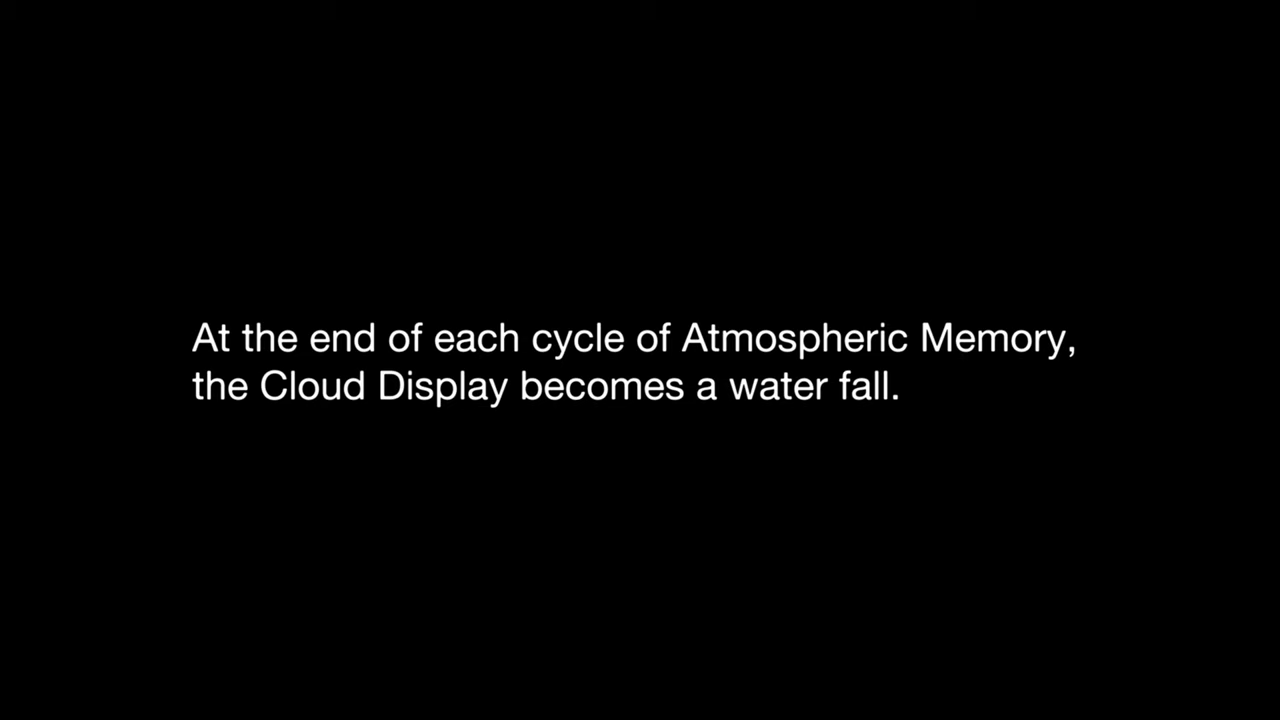 At the end of each cycle of Atmospheric Memory,
the Cloud Display becomes a water fall.